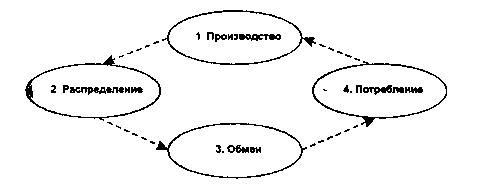 1 Производство
2 Распределение
4. Потребление
3. Обмен